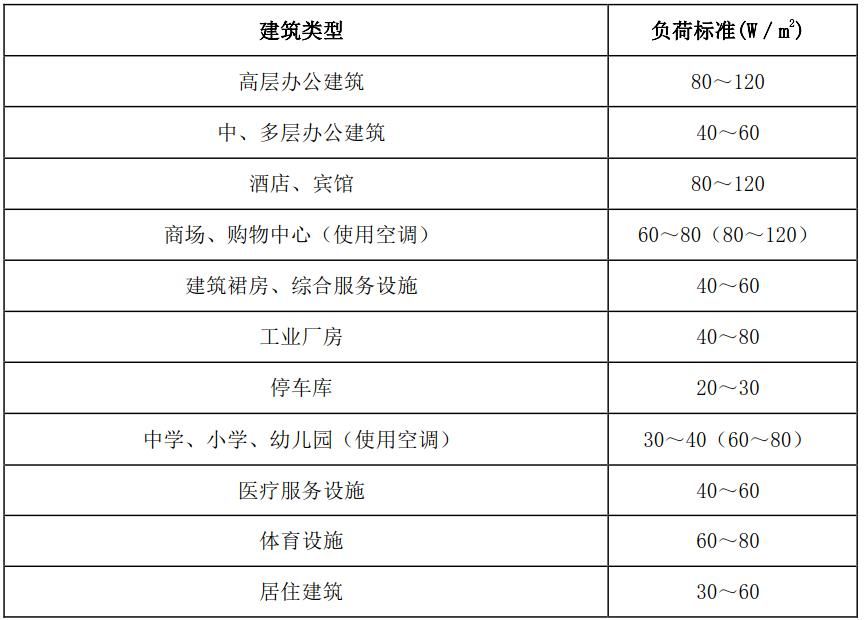 建筑类型 负荷标准(W／m²)
高层办公建筑 80～120
中、多层办公建筑 40～60
酒店、宾馆 80～120
商场、购物中心（使用空调） 60～80（80～120）
建筑裙房、综合服务设施 40～60
工业厂房 40～80
停车库 20～30
中学、小学、幼儿园（使用空调） 30～40（60～80）
医疗服务设施 40～60
体育设施 60～80
居住建筑 30～60